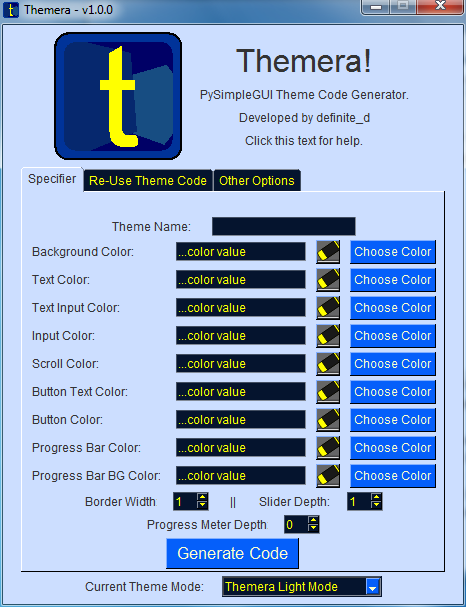 Themera - v1.0.0
t
Themera!
PySimpleGUI Theme Code Generator.
Developed by definite_d
Click this text for help.
Specifier Re-Use Theme Code Other Options
Theme Name:
Background Color: ...color value Choose Color
Text Color: ...color value Choose Color
Text Input Color: ...color value Choose Color
Input Color: ...color value Choose Color
Scroll Color: ...color value Choose Color
Button Text Color: ...color value Choose Color
Button Color: ...color value Choose Color
Progress Bar Color: ...color value Choose Color
Progress Bar BG Color: ...color value Choose Color
Border Width 1 || Slider Depth: 1
Progress Meter Depth 0
Generate Code
Current Theme Mode: Themera Light Mode